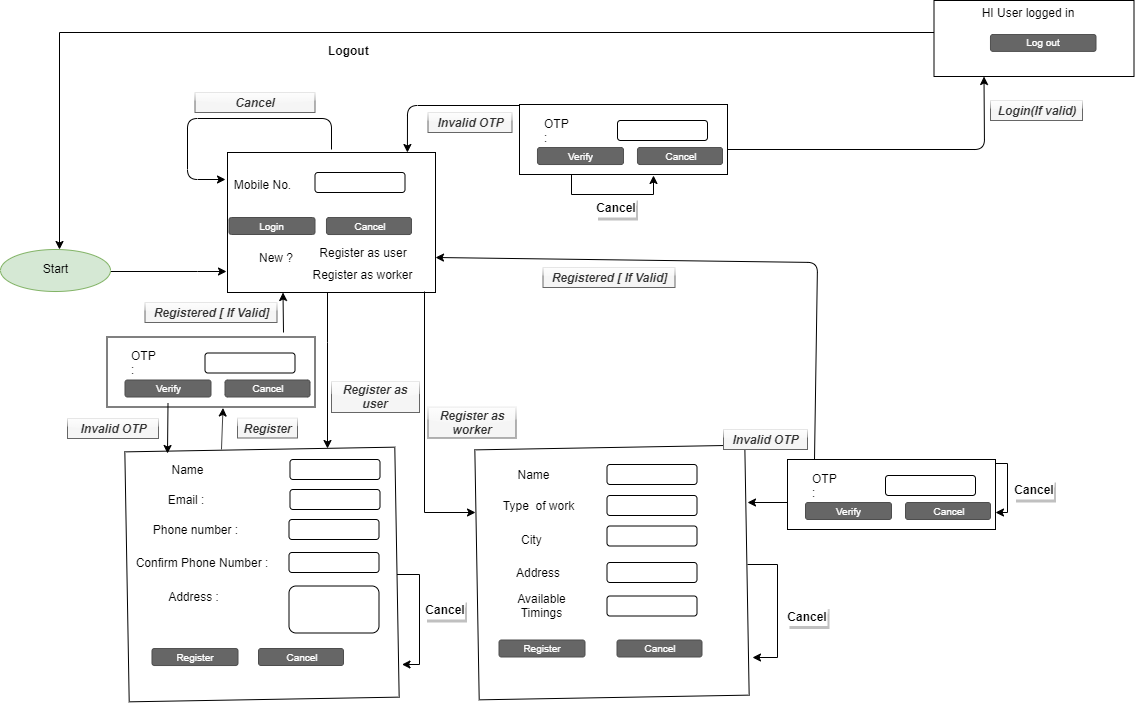 HI User logged in
Log out
Logout
Cancel
Login(If valid)
Invalid OTP
OTP
:
Verify
Cancel
Cancel
Mobile No.
Login
Cancel
New ?
Register as user
Register as worker
Start
Registered [ If Valid]
Registered [ If Valid]
OTP
:
Verify
Cancel
Register as
user
Register as
worker
Invalid OTP
Register
Name
Email :
Phone number :
Confirm Phone Number :
Address :
Register
Cancel
Cancel
Name
Type  of work
City
Address
Available
Timings
Register
Cancel
Cancel
Invalid OTP
OTP
:
Verify
Cancel
Cancel